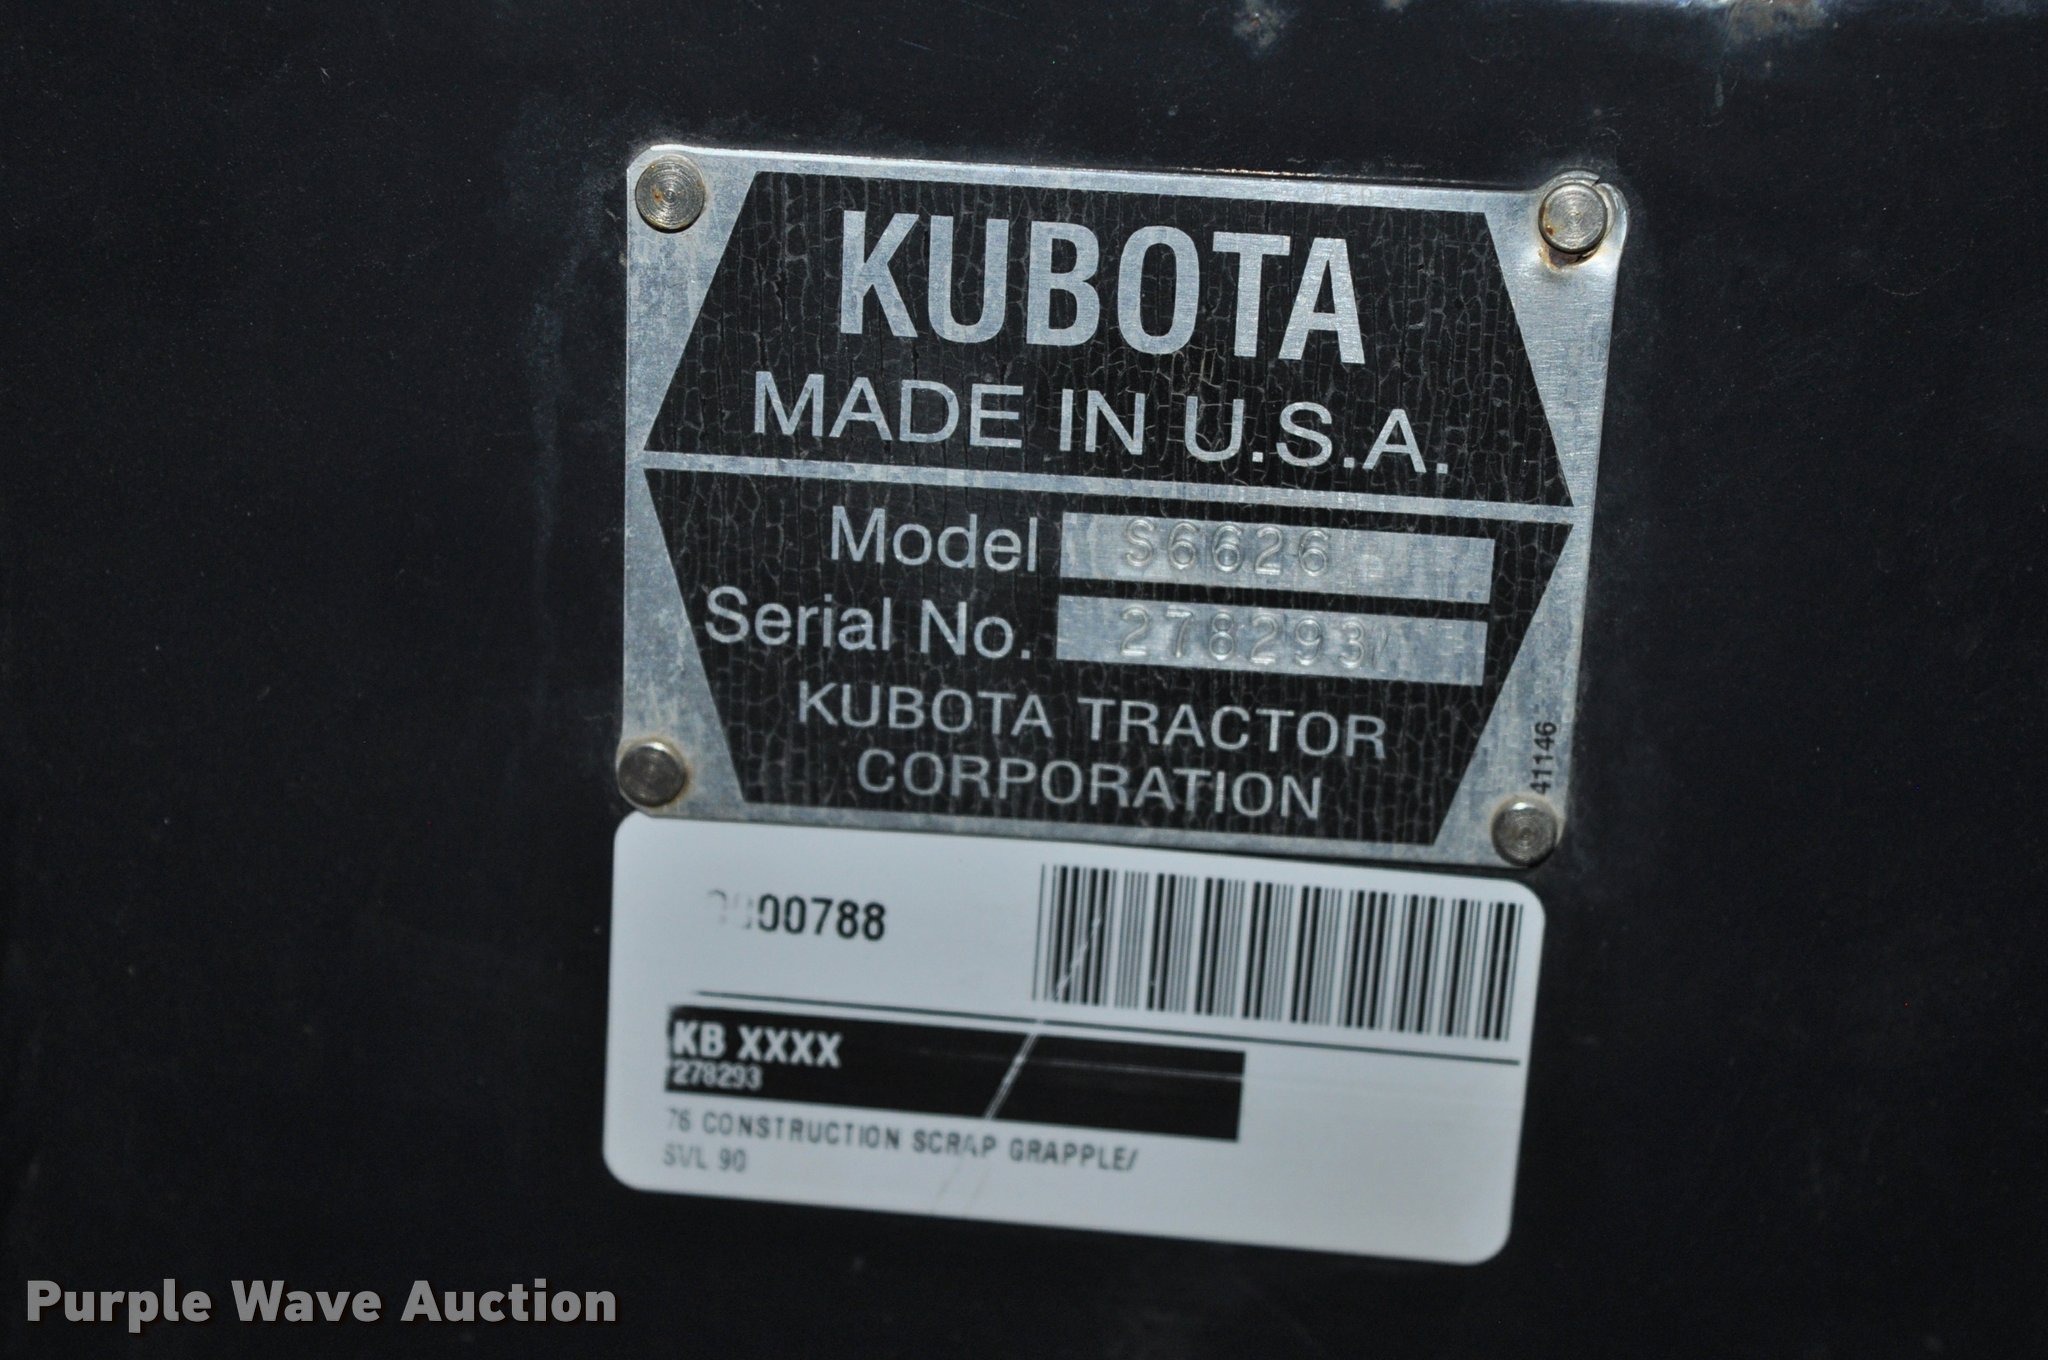 KUBOTA
MADE IN U.S.A.
Model S6626
Serial No. 278293/
KUBOTA TRACTOR
CORPORATION
41146
00788
KB XXXX
278293
76 CONSTRUCTION SCRAP GRAPPLE/
SVL 90
Purple Wave Auction